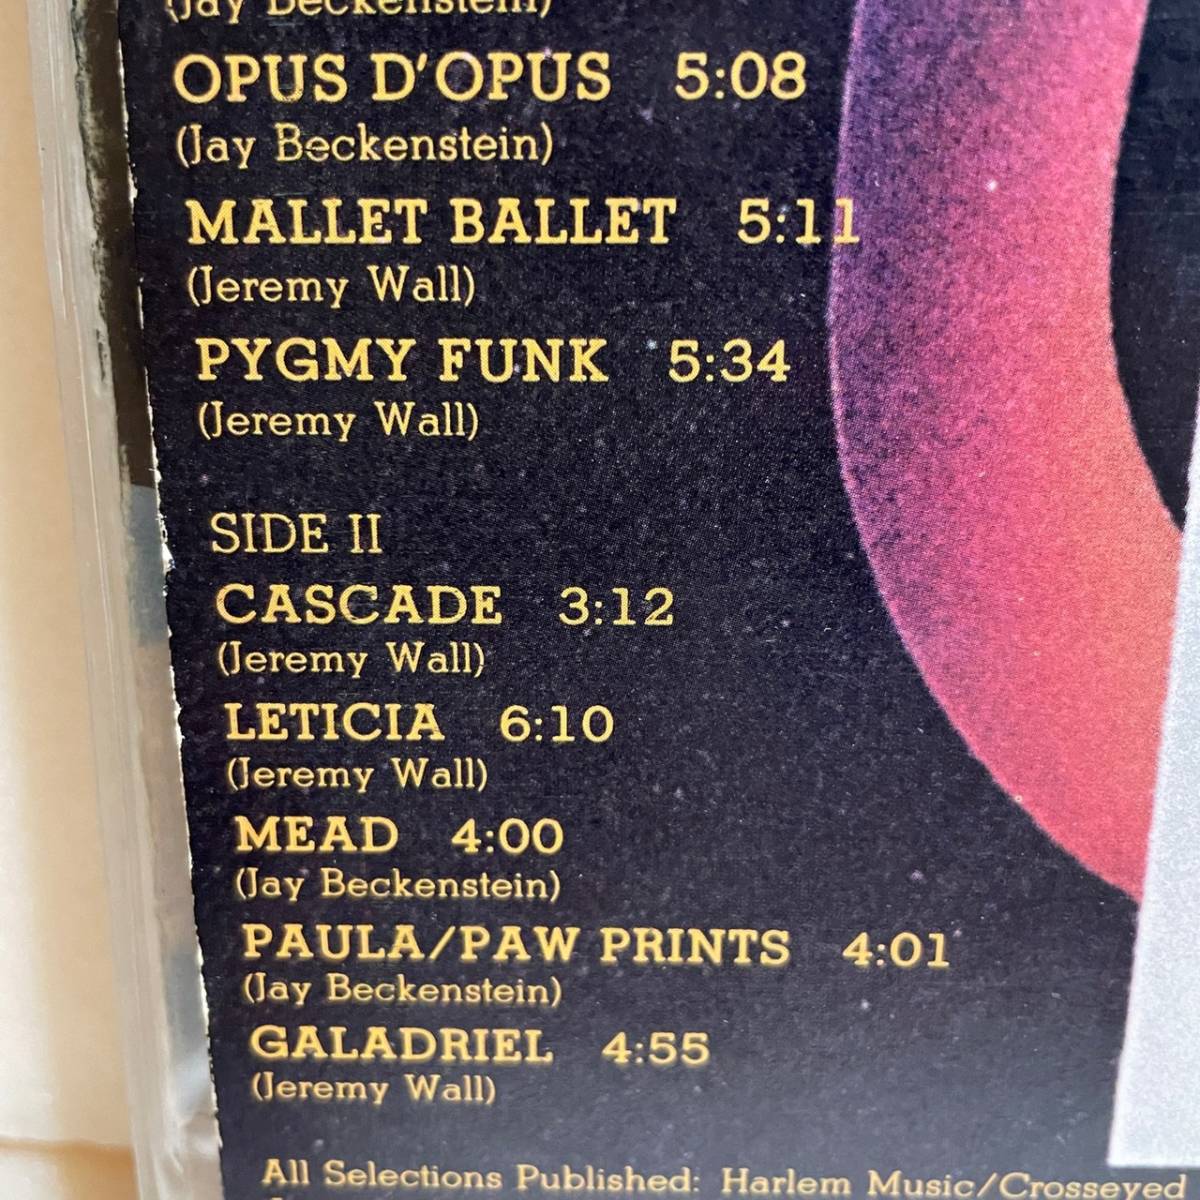 (Jay Beckenstein)
OPUS D'OPUS 5:08
(Jay Beckenstein)
MALLET BALLET 5:11
(Jeremy Wall)
PYGMY FUNK 5:34
(Jeremy Wall)
SIDE II
CASCADE 3:12
(Jeremy Wall)
LETICIA 6:10
(Jeremy Wall)
MEAD 4:00
(Jay Beckenstein)
PAULA/PAW PRINTS 4:01
(Jay Beckenstein)
GALADRIEL 4:55
(Jeremy Wall)
All Selections Published: Harlem Music/Crosseyed